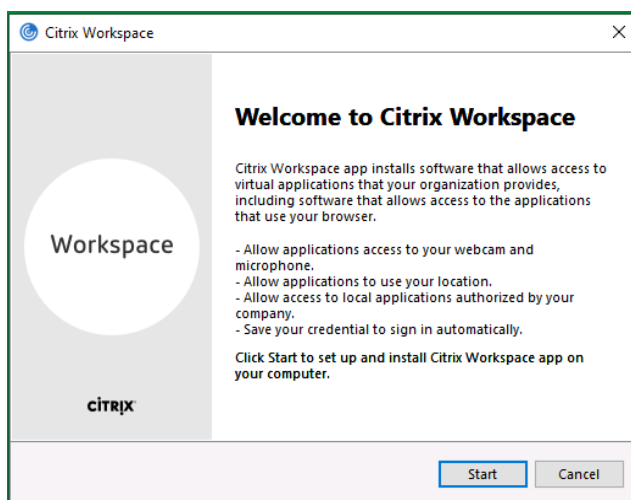 Citrix Workspace
Welcome to Citrix Workspace
Citrix Workspace app installs software that allows access to
virtual applications that your organization provides,
including software that allows access to the applications
that use your browser.
- Allow applications access to your webcam and
microphone.
- Allow applications to use your location.
- Allow access to local applications authorized by your
company.
- Save your credential to sign in automatically.
Click Start to set up and install Citrix Workspace app on
your computer.
Workspace
CİTRIX
Start
Cancel